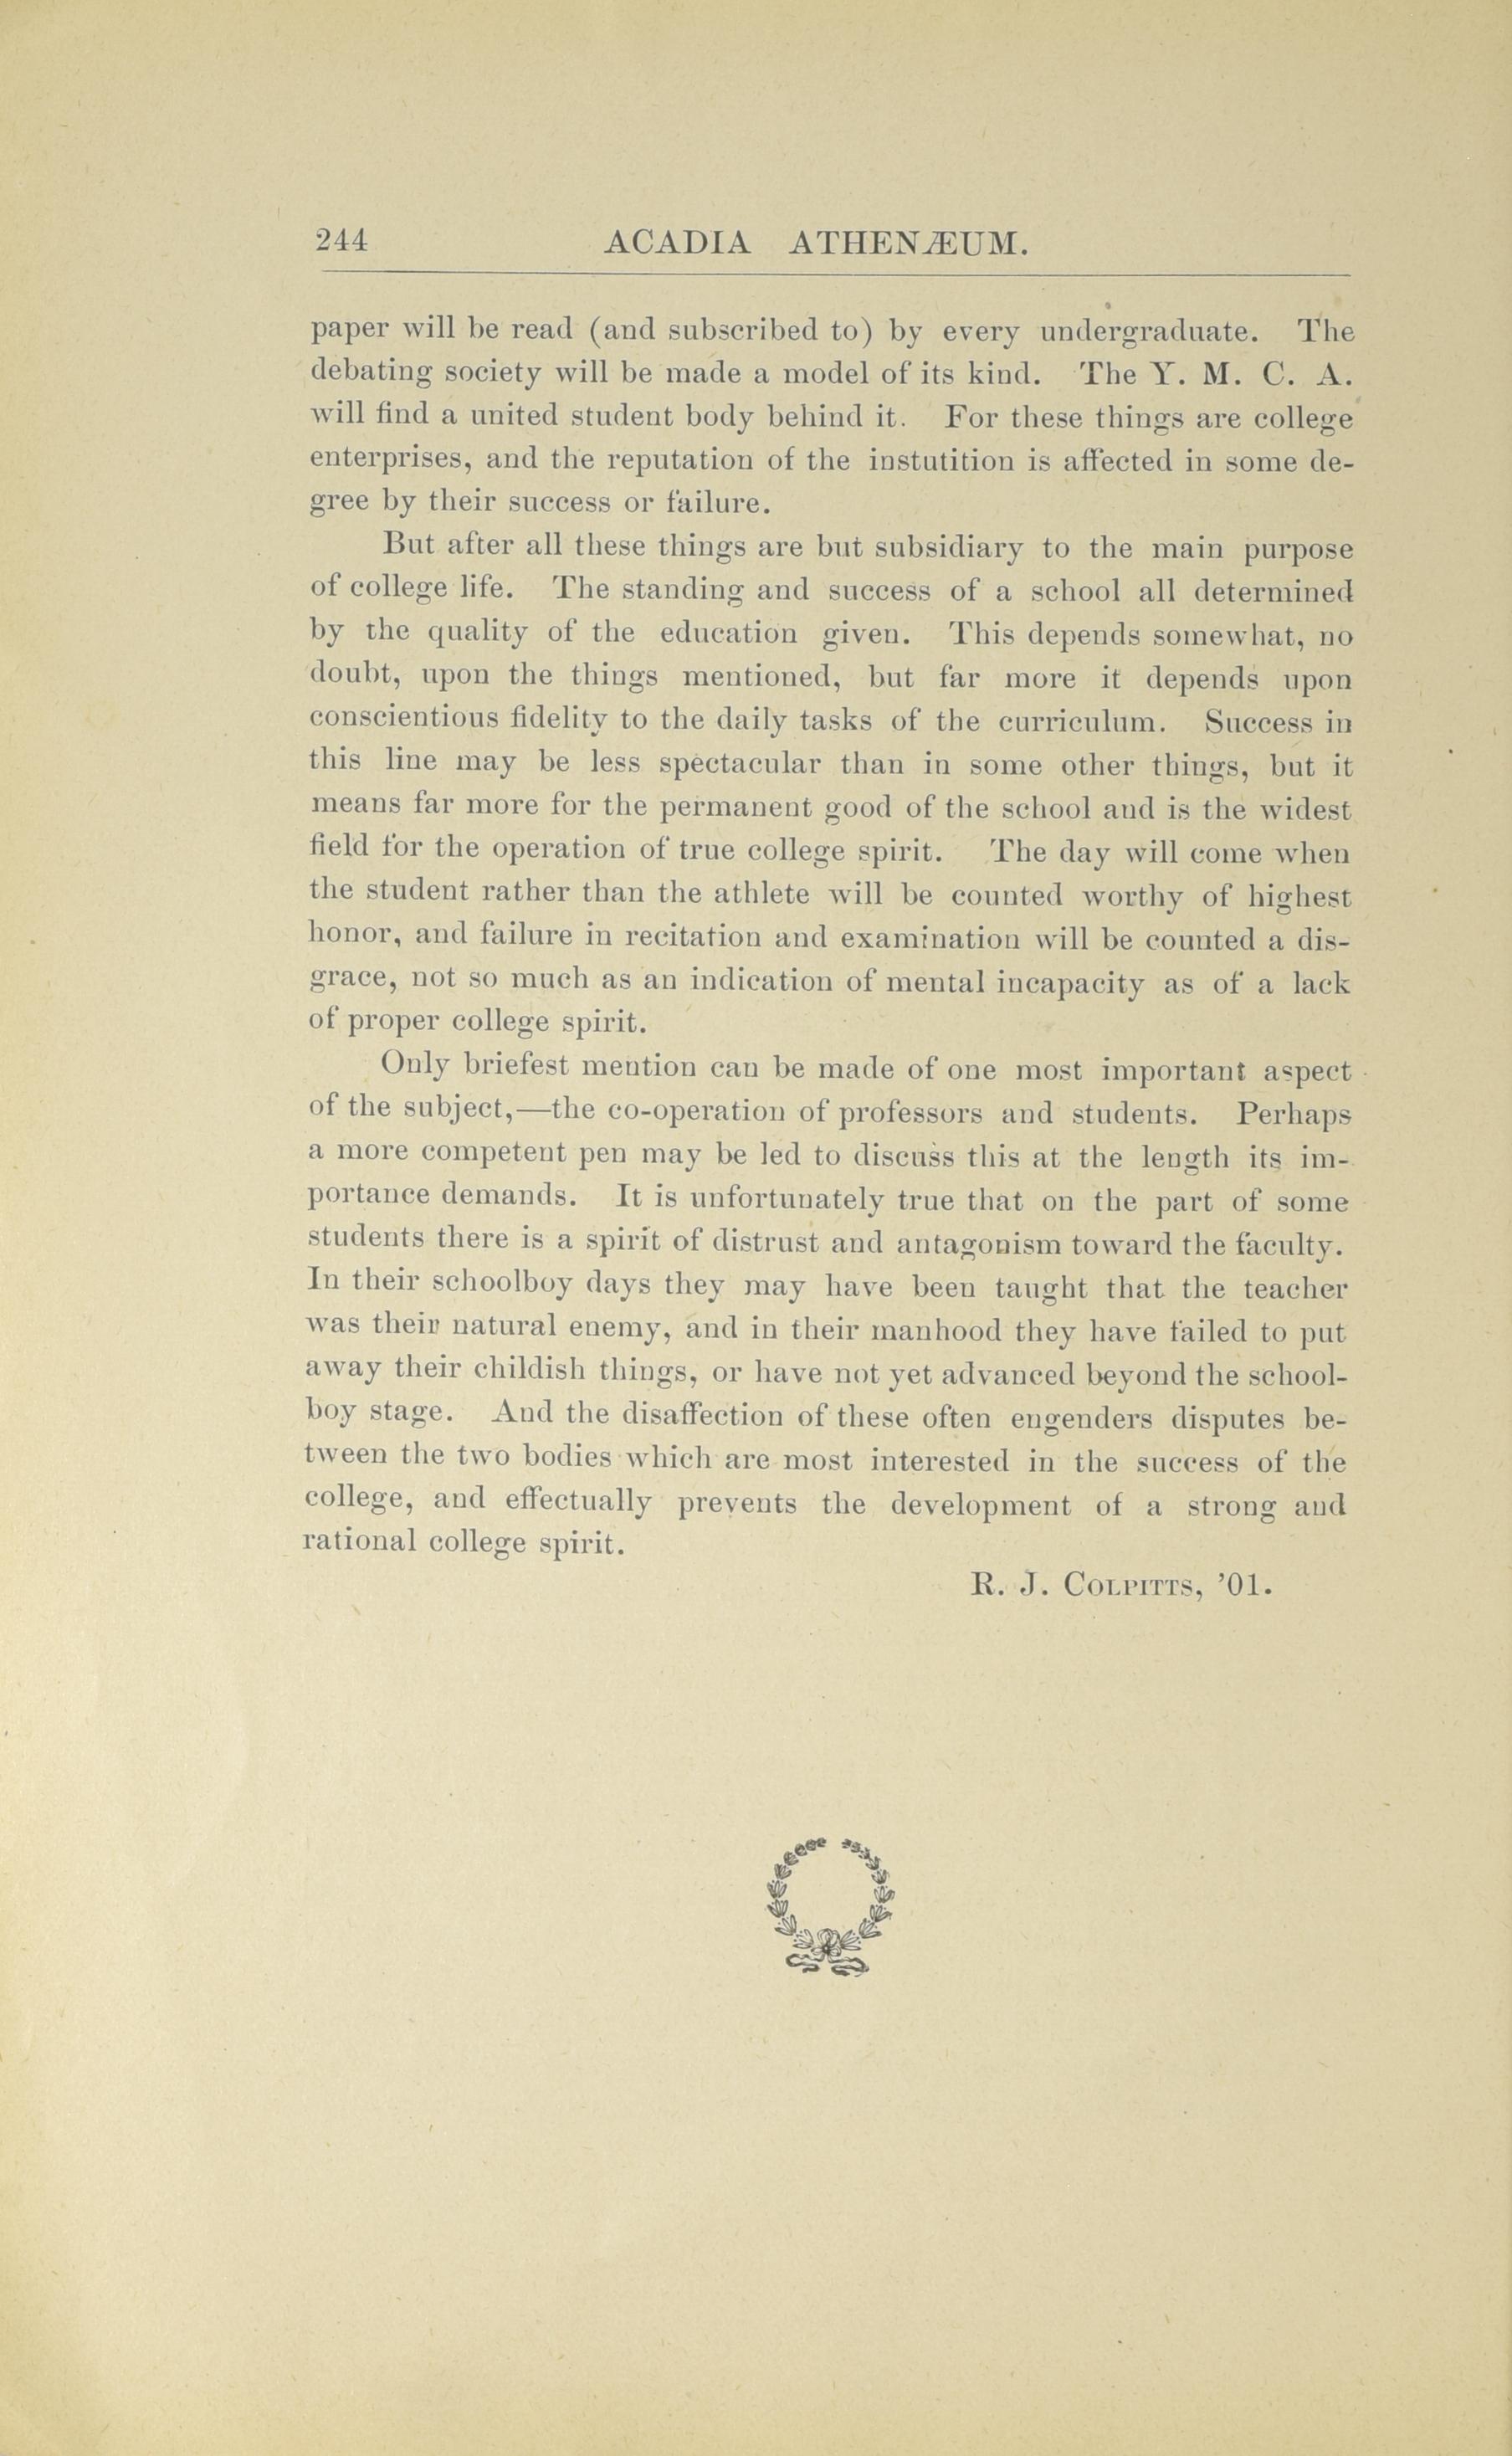 244 ACADIA ATHENÆUM.
paper will be read (and subscribed to) by every undergraduate. The
debating society will be made a model of its kind. The Y. M. C. A.
will find a united student body behind it. For these things are college
enterprises, and the reputation of the instutition is affected in some de-
gree by their success or failure.
But after all these things are but subsidiary to the main purpose
of college life. The standing and success of a school all determined
by the quality of the education given. This depends somewhat, no
doubt, upon the things mentioned, but far more it depends upon
conscientious fidelity to the daily tasks of the curriculum. Success in
this line may be less spectacular than in some other things, but it
means far more for the permanent good of the school and is the widest
field for the operation of true college spirit. The day will come when
the student rather than the athlete will be counted worthy of highest
honor, and failure in recitation and examination will be counted a dis-
grace, not so much as an indication of mental incapacity as of a lack
of proper college spirit.
Only briefest mention can be made of one most important aspect
of the subject,—the co-operation of professors and students. Perhaps
a more competent pen may be led to discuss this at the length its im-
portance demands. It is unfortunately true that on the part of some
students there is a spirit of distrust and antagonism toward the faculty.
In their schoolboy days they may have been taught that the teacher
was their natural enemy, and in their manhood they have failed to put
away their childish things, or have not yet advanced beyond the school-
boy stage. And the disaffection of these often engenders disputes be-
tween the two bodies which are most interested in the success of the
college, and effectually prevents the development of a strong and
rational college spirit.
R. J. COLPITTS, ’01.